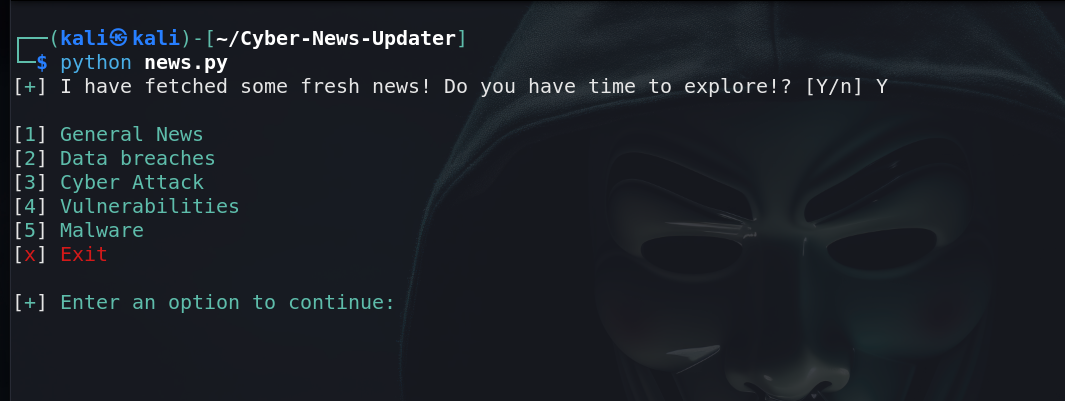 ┌──(kali㉿kali)-[~/Cyber-News-Updater]
└─$ python news.py
[+] I have fetched some fresh news! Do you have time to explore!? [Y/n] Y
[1] General News
[2] Data breaches
[3] Cyber Attack
[4] Vulnerabilities
[5] Malware
[x] Exit
[+] Enter an option to continue: